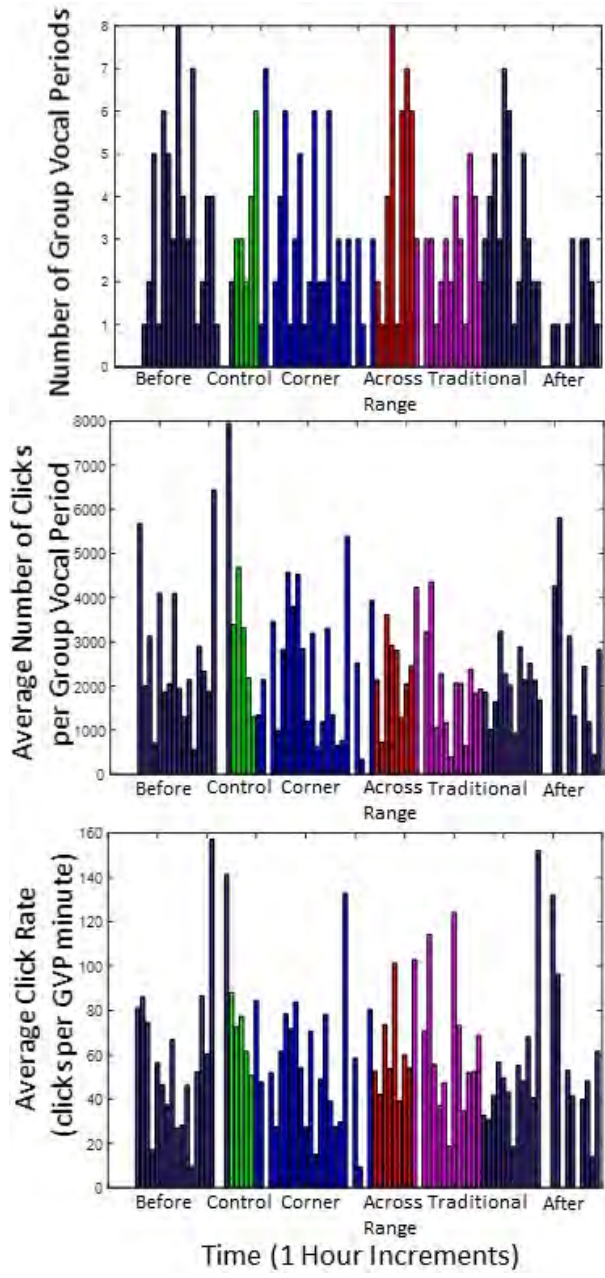 Number of Group Vocal Periods
8
7
6
5
4
3
2
1
0
Before Control Corner Across Traditional After
Range
Average Number of Clicks
per Group Vocal Period
8000
7000
6000
5000
4000
3000
2000
1000
0
Before Control Corner Across Traditional After
Range
Average Click Rate
(clicks per GVP minute)
160
140
120
100
80
60
40
20
0
Before Control Corner Across Traditional After
Range
Time (1 Hour Increments)